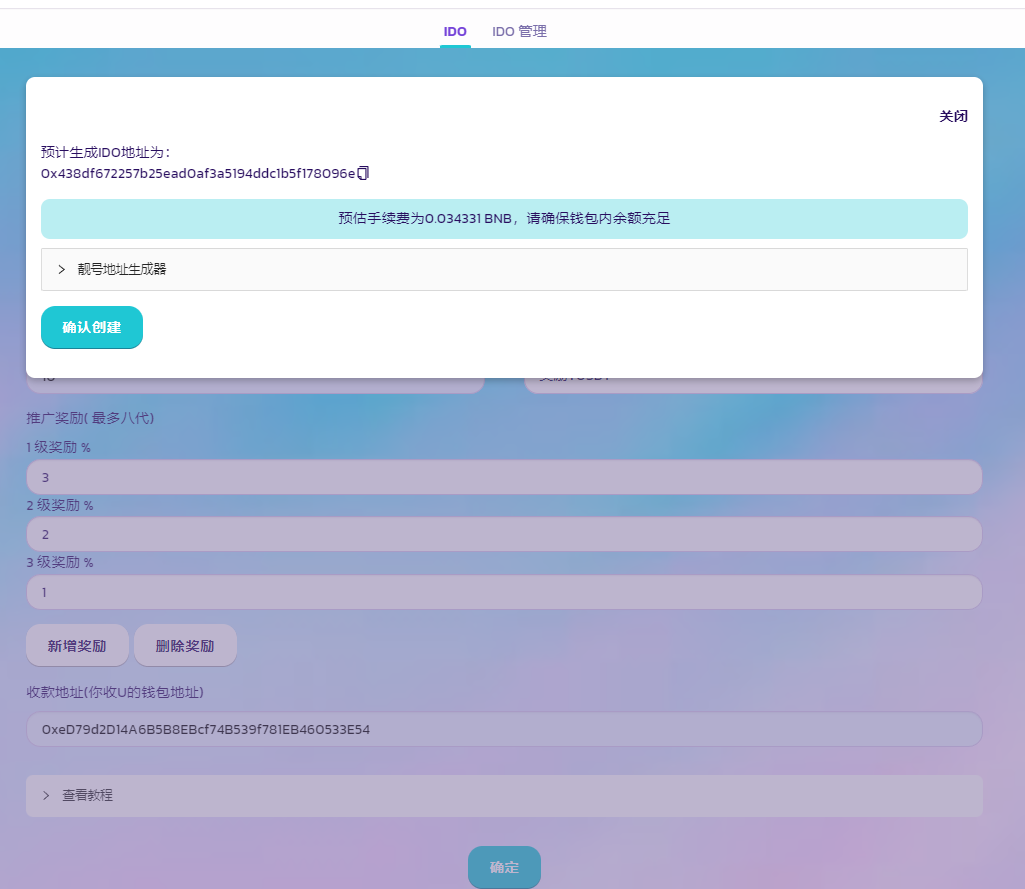 IDO
IDO 管理
关闭
预计生成IDO地址为:
0x438df672257b25ead0af3a5194ddc1b5f178096e
预估手续费为0.034331 BNB，请确保钱包内余额充足
靓号地址生成器
确认创建
推广奖励( 最多八代)
1 级奖励 %
3
2 级奖励 %
2
3 级奖励 %
1
新增奖励
删除奖励
收款地址(你收U的钱包地址)
0xeD79d2D14A6B5B8EBcf74B539f781EB460533E54
查看教程
确定